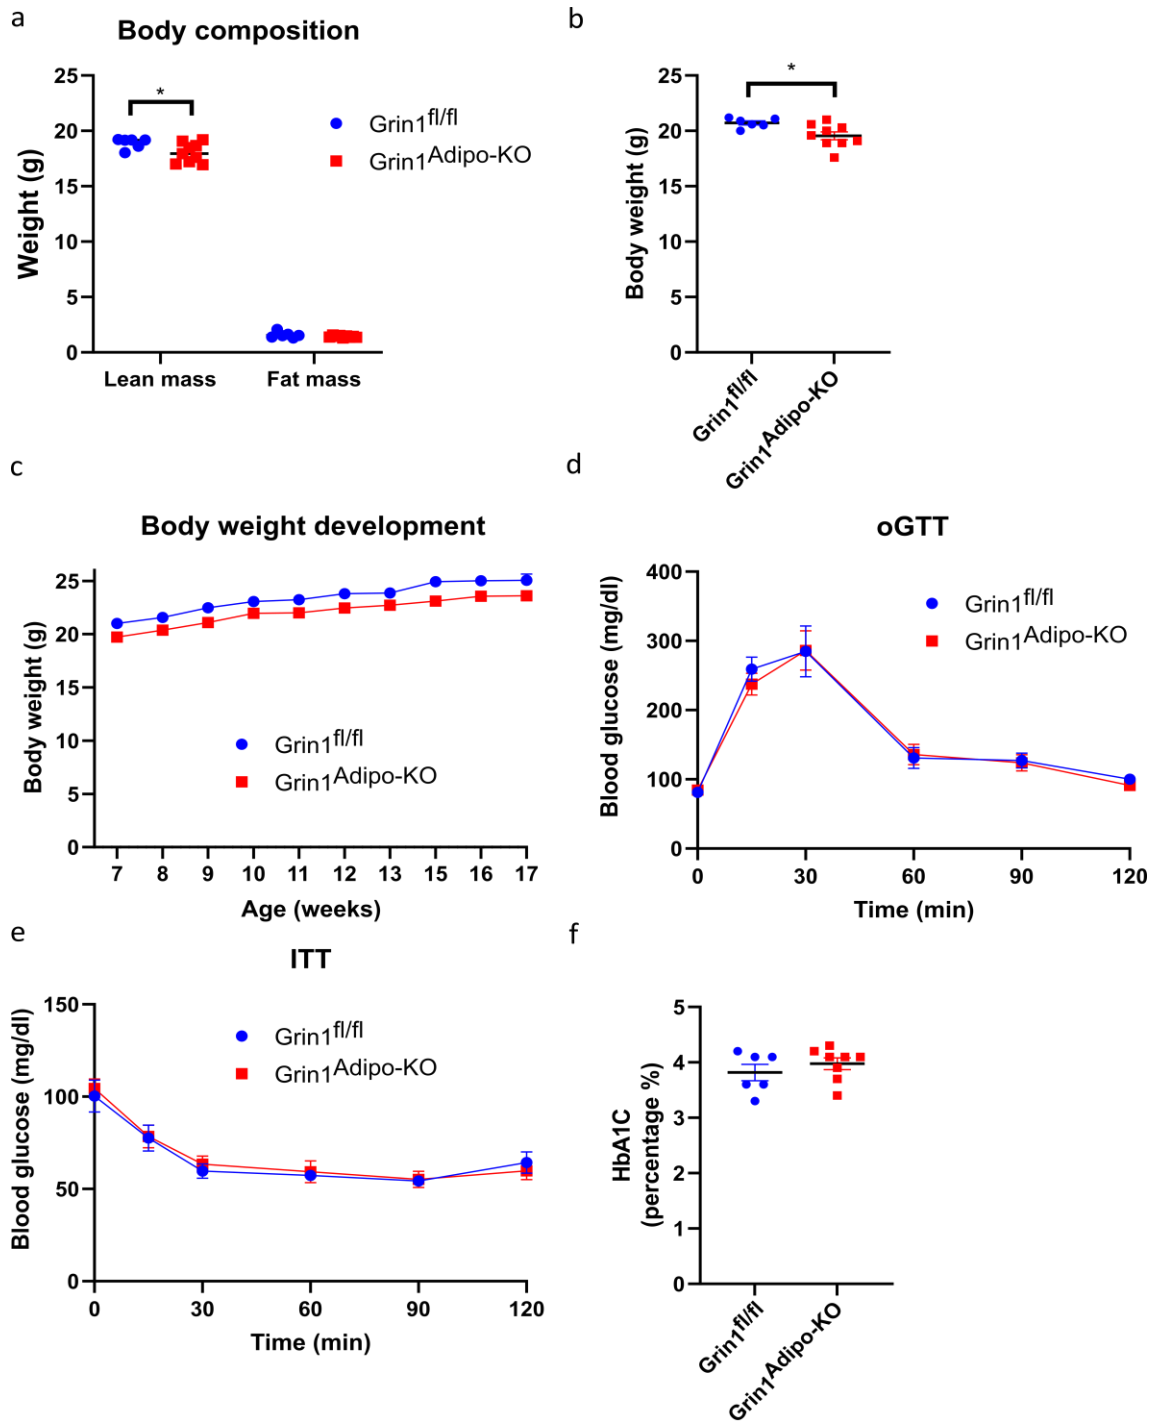 a
Body composition
*
Grin1fl/fl
Grin1Adipo-KO
Weight (g)
25
20
15
10
5
0
Lean mass
Fat mass
b
*
Body weight (g)
25
20
15
10
5
0
Grin1fl/fl
Grin1Adipo-KO
c
Body weight development
Body weight (g)
25
20
15
10
5
0
Grin1fl/fl
Grin1Adipo-KO
7 8 9 10 11 12 13 15 16 17
Age (weeks)
d
oGTT
Blood glucose (mg/dl)
400
300
200
100
0
Grin1fl/fl
Grin1Adipo-KO
0 30 60 90 120
Time (min)
e
ITT
Blood glucose (mg/dl)
150
100
50
0
Grin1fl/fl
Grin1Adipo-KO
0 30 60 90 120
Time (min)
f
HbA1C
(percentage %)
5
4
3
2
1
0
Grin1fl/fl
Grin1Adipo-KO